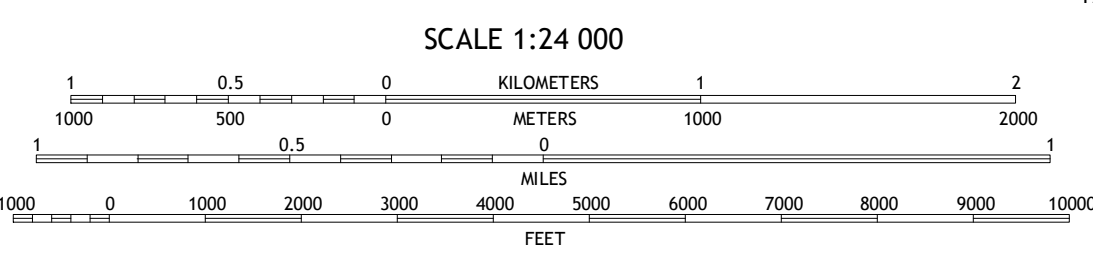 SCALE 1:24 000
1 0.5 0 KILOMETERS 1 2
1000 500 0 METERS 1000 2000
1 0.5 0 1
MILES
1000 0 1000 2000 3000 4000 5000 6000 7000 8000 9000 10000
FEET